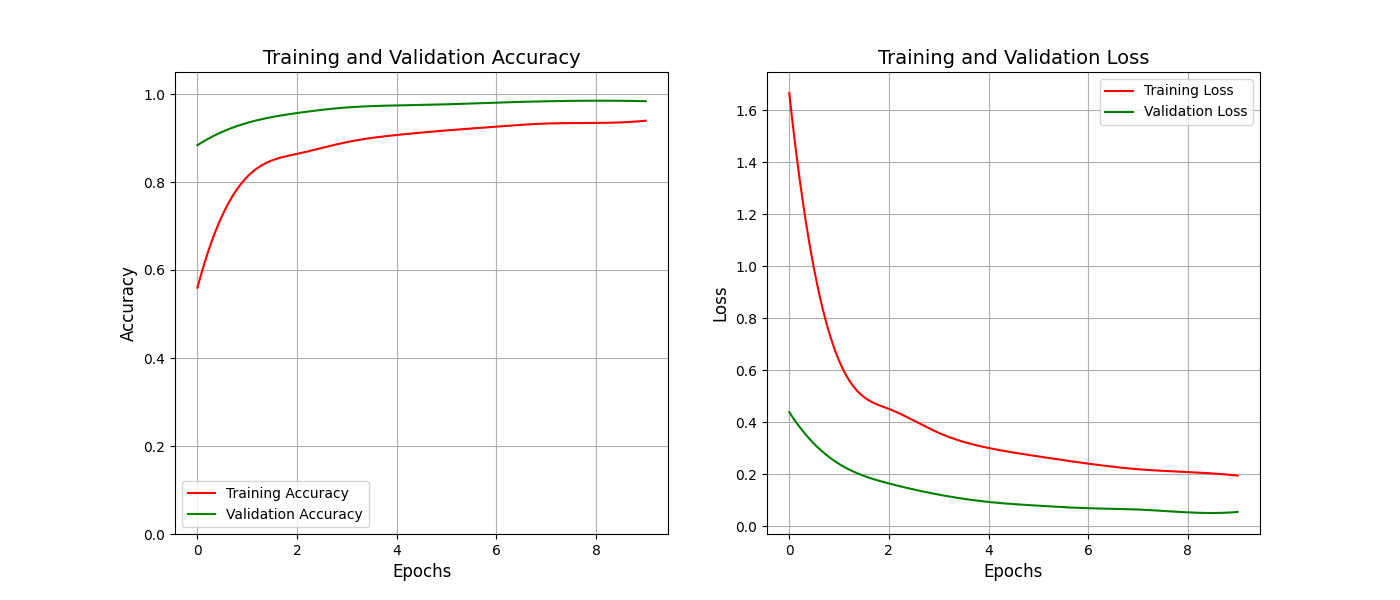 Training and Validation Accuracy
1.0
0.8
0.6
0.4
0.2
0.0
Accuracy
Training Accuracy
Validation Accuracy
0 2 4 6 8
Epochs
Training and Validation Loss
Training Loss
Validation Loss
1.6
1.4
1.2
1.0
0.8
0.6
0.4
0.2
0.0
Loss
0 2 4 6 8
Epochs